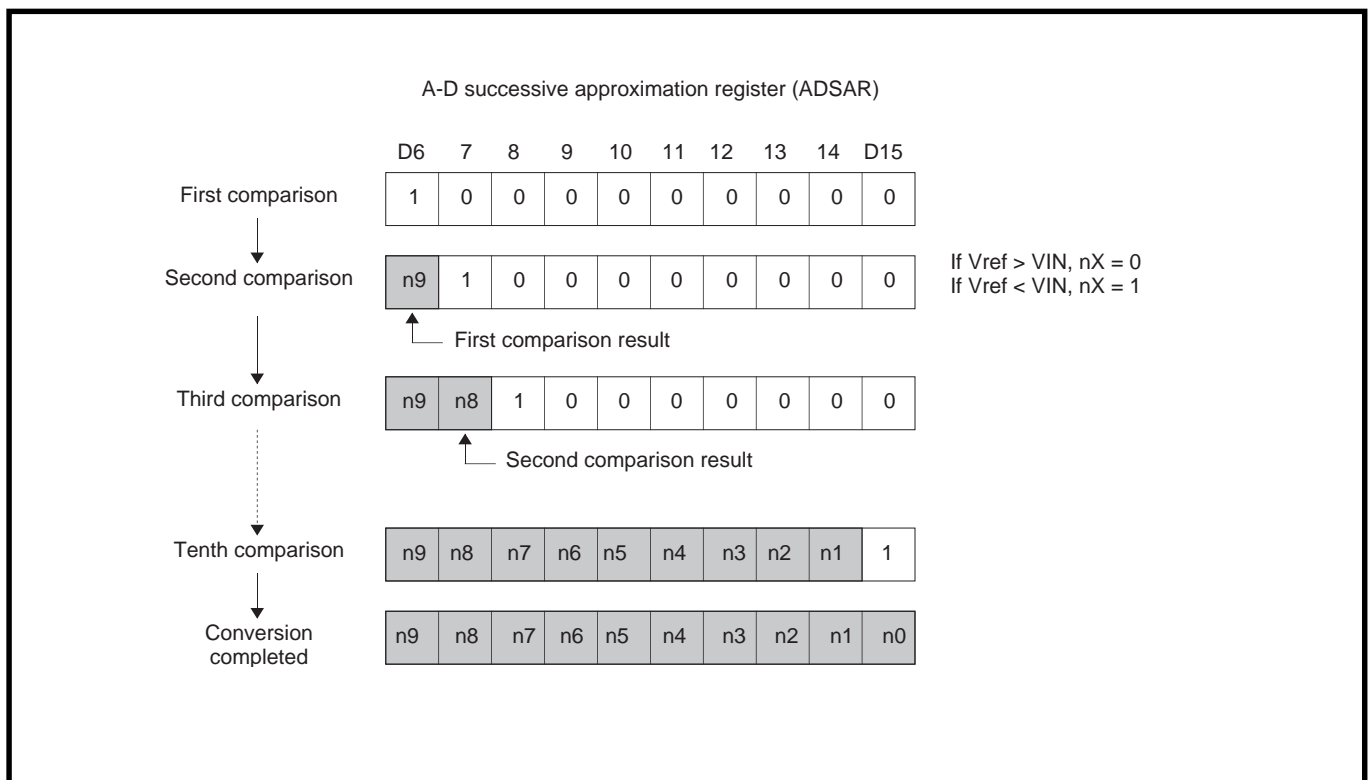 A-D successive approximation register (ADSAR)
D6 7 8 9 10 11 12 13 14 D15
First comparison 1 0 0 0 0 0 0 0 0 0
Second comparison n9 1 0 0 0 0 0 0 0 0
If Vref > VIN, nX = 0
If Vref < VIN, nX = 1
First comparison result
Third comparison n9 n8 1 0 0 0 0 0 0 0
Second comparison result
Tenth comparison n9 n8 n7 n6 n5 n4 n3 n2 n1 1
Conversion
completed
n9 n8 n7 n6 n5 n4 n3 n2 n1 n0